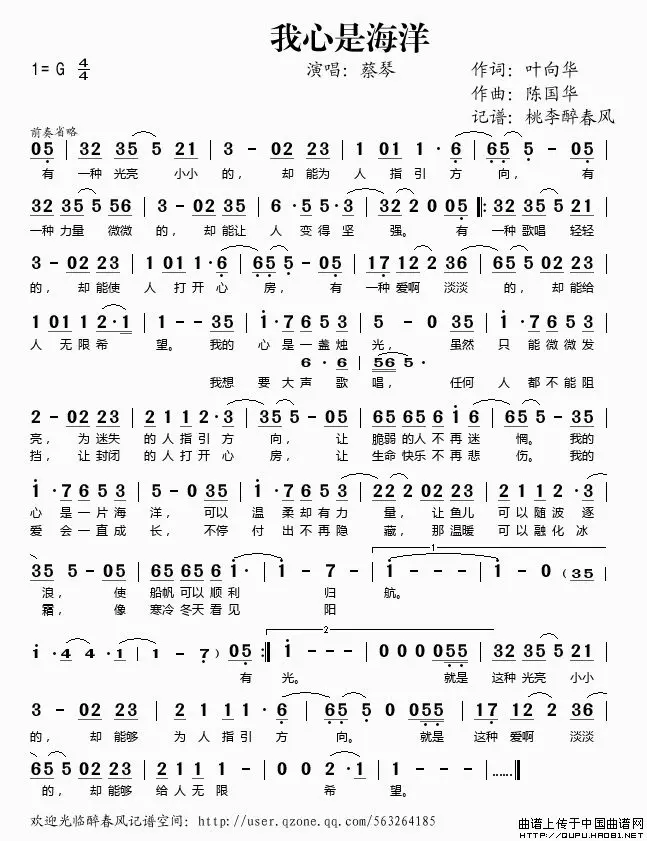 我心是海洋
1=G 4/4
演唱：蔡琴
作词：叶向华
作曲：陈国华
记谱：桃李醉春风
前奏省略
05 | 32 35 5 21 | 3 - 02 23 | 1 01 1 · 6 | 65 5 - 05 |
有 一种 光亮 小小 的， 却 能为 人 指 引 方 向， 有
32 35 5 56 | 3 - 02 35 | 6 · 5 5 · 3 | 32 2 0 05 |: 32 35 5 21 |
一种 力量 微微 的， 却 能让 人 变 得 坚 强。 有 一种 歌唱 轻轻
3 - 02 23 | 1 01 1 · 6 | 65 5 - 05 | 17 12 2 36 | 65 5 02 23 |
的， 却 能使 人 打 开 心 房， 有 一种 爱啊 淡淡 的， 却 能给
1 01 1 2 · 1 | 1 - - 35 | i · 7 6 5 3 | 5 - 0 35 | i · 7 6 5 3 |
人 无 限 希 望。 我的 心 是 一 盏 烛 光， 虽然 只 能 微 微 发
6 · 6 | 56 5 ·
我想 要 大 声 歌 唱， 任何 人 都 不 能 阻
2 - 02 23 | 2 1 1 2 · 3 | 35 5 - 05 | 65 65 6 i 6 | 65 5 - 35 |
亮， 为 迷失 的 人 指 引 方 向， 让 脆弱 的 人 不 再 迷 惘。 我的
挡， 让 封闭 的 人 打 开 心 房， 让 生命 快乐 不 再 悲 伤。 我的
i · 7 6 5 3 | 5 - 0 35 | i · 7 6 5 3 | 22 2 02 23 | 2 1 1 2 · 3 |
心 是 一 片 海 洋， 可以 温 柔 却 有 力 量， 让 鱼儿 可 以 随 波 逐
爱 会 一 直 成 长， 不停 付 出 不 再 隐 藏， 那 温暖 可 以 融 化 冰
1
35 5 - 05 | 65 65 6 i · | i - 7 - | i - - - | i - 0 (35 |
浪， 使 船帆 可以 顺 利 归 航。
霜， 像 寒冷 冬天 看 见 阳
2
i · 4 4 · i | i - 7) 05 :| i - - - | 0 0 0 055 | 32 35 5 21 |
有 光。 就是 这种 光亮 小小
3 - 02 23 | 2 1 1 1 · 6 | 65 5 0 055 | 17 12 2 36 |
的， 却 能够 为 人 指 引 方 向。 就是 这种 爱啊 淡淡
65 5 02 23 | 2 1 1 1 - | 0 0 2 · 1 | 1 - - - | ......|
的， 却 能够 给 人 无 限 希 望。
欢迎光临醉春风记谱空间：http://user.qzone.qq.com/563264185
曲谱上传于中国曲谱网
HTTP://WWW.QUPU.HAO81.NET